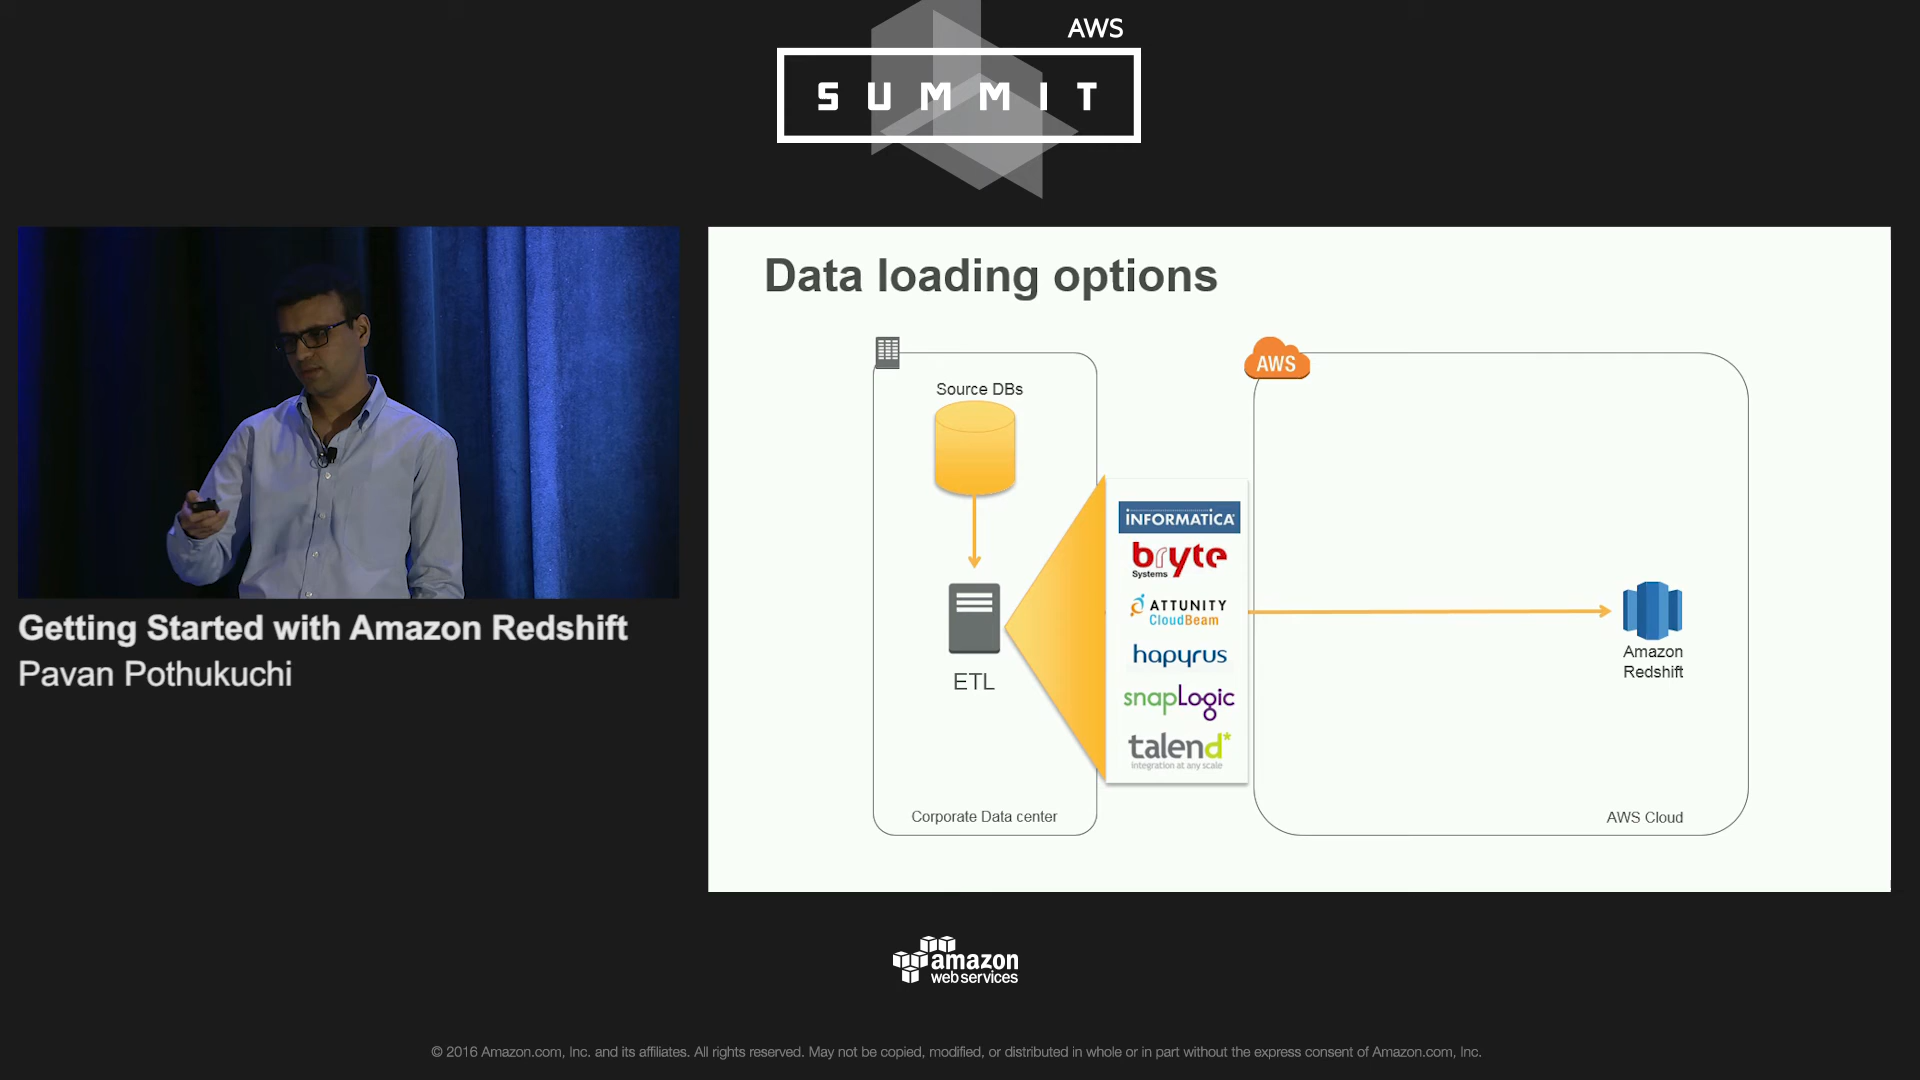 AWS
SUMMIT
Getting Started with Amazon Redshift
Pavan Pothukuchi
Data loading options
AWS
Source DBs
ETL
Corporate Data center
INFORMATICA
bryte
Systems
ATTUNITY
CloudBeam
hapyrus
snapLogic
talend*
integration at any scale
Amazon
Redshift
AWS Cloud
amazon
web services
© 2016 Amazon.com, Inc. and its affiliates. All rights reserved. May not be copied, modified, or distributed in whole or in part without the express consent of Amazon.com, Inc.